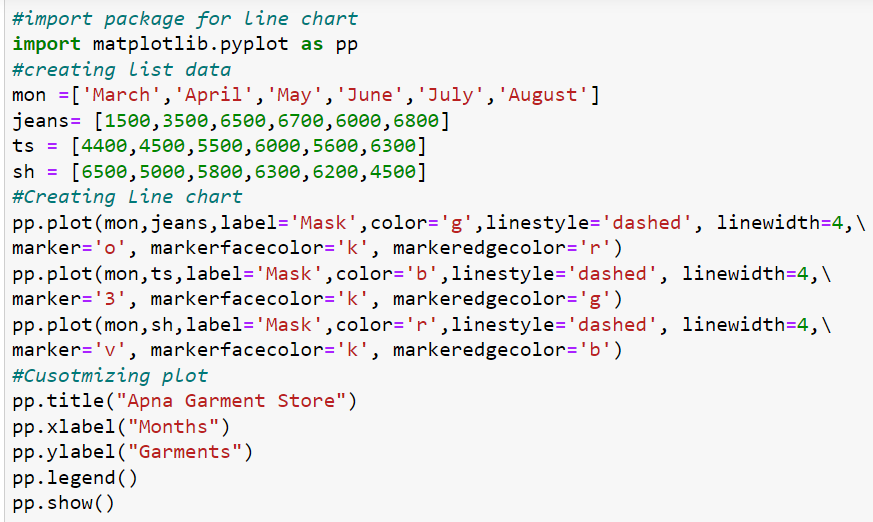 #import package for line chart
import matplotlib.pyplot as pp
#creating list data
mon =['March','April','May','June','July','August']
jeans= [1500,3500,6500,6700,6000,6800]
ts = [4400,4500,5500,6000,5600,6300]
sh = [6500,5000,5800,6300,6200,4500]
#Creating Line chart
pp.plot(mon,jeans,label='Mask',color='g',linestyle='dashed', linewidth=4,\
marker='o', markerfacecolor='k', markeredgecolor='r')
pp.plot(mon,ts,label='Mask',color='b',linestyle='dashed', linewidth=4,\
marker='3', markerfacecolor='k', markeredgecolor='g')
pp.plot(mon,sh,label='Mask',color='r',linestyle='dashed', linewidth=4,\
marker='v', markerfacecolor='k', markeredgecolor='b')
#Cusotmizing plot
pp.title("Apna Garment Store")
pp.xlabel("Months")
pp.ylabel("Garments")
pp.legend()
pp.show()